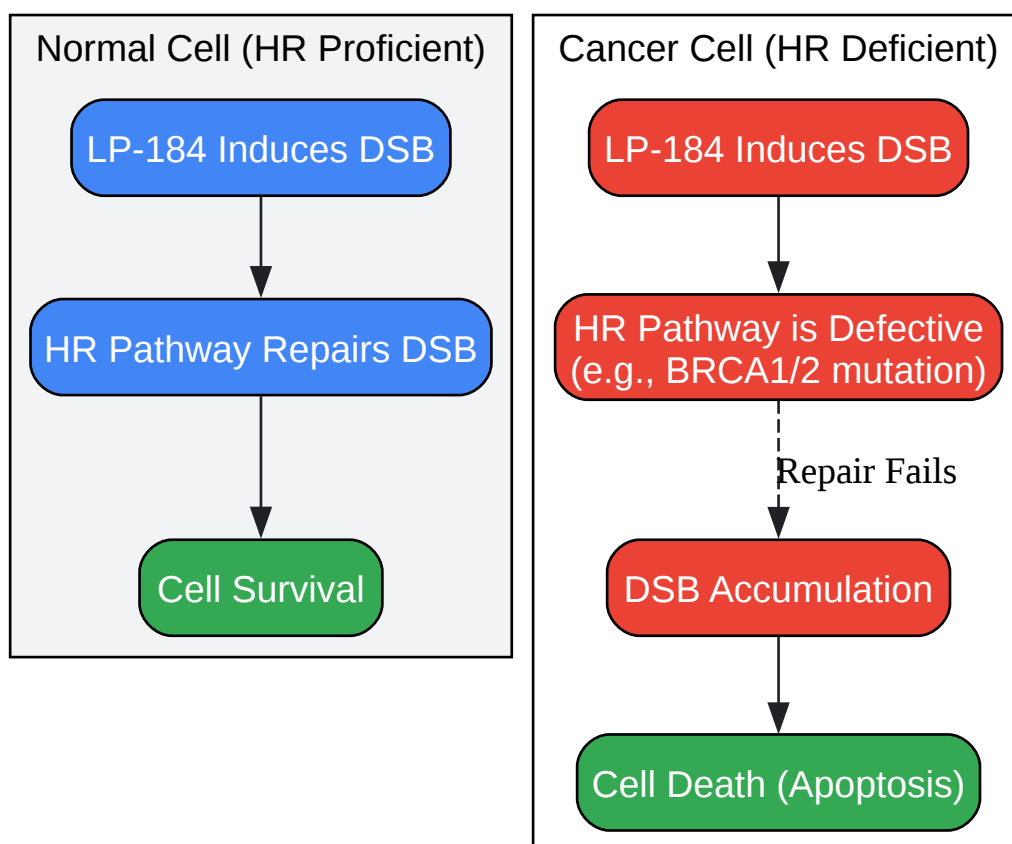 Normal Cell (HR Proficient)
LP-184 Induces DSB
HR Pathway Repairs DSB
Cell Survival
Cancer Cell (HR Deficient)
LP-184 Induces DSB
HR Pathway is Defective
(e.g., BRCA1/2 mutation)
Repair Fails
DSB Accumulation
Cell Death (Apoptosis)